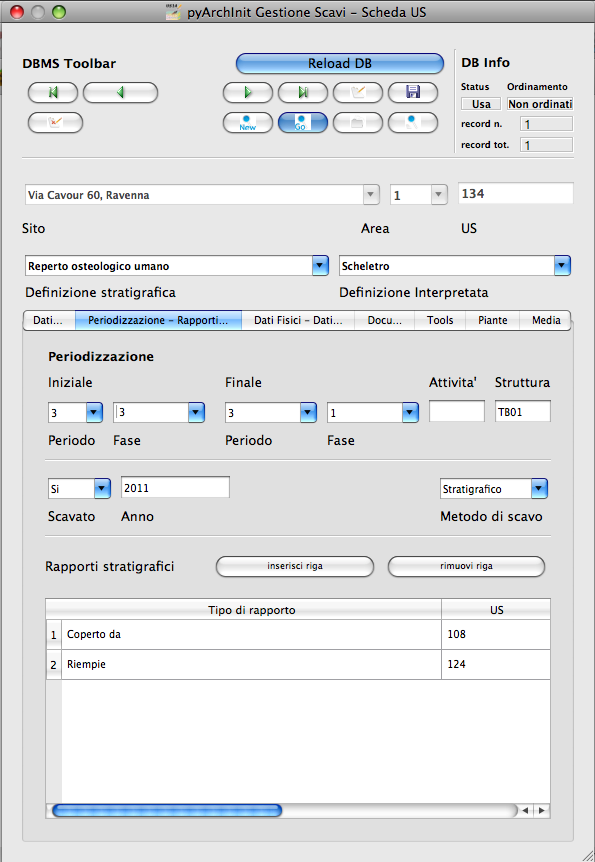 pyArchInit Gestione Scavi - Scheda US
DBMS Toolbar
Reload DB
DB Info
Status Ordinamento
Usa Non ordinati
New Go
record n. 1
record tot. 1
Via Cavour 60, Ravenna 1 134
Sito Area US
Reperto osteologico umano Scheletro
Definizione stratigrafica Definizione Interpretata
Dati... Periodizzazione - Rapporti... Dati Fisici - Dati... Docu... Tools Piante Media
Periodizzazione
Iniziale Finale Attivita' Struttura
3 3 3 1 TB01
Periodo Fase Periodo Fase
Si 2011 Stratigrafico
Scavato Anno Metodo di scavo
Rapporti stratigrafici inserisci riga rimuovi riga
Tipo di rapporto US
1 Coperto da 108
2 Riempie 124